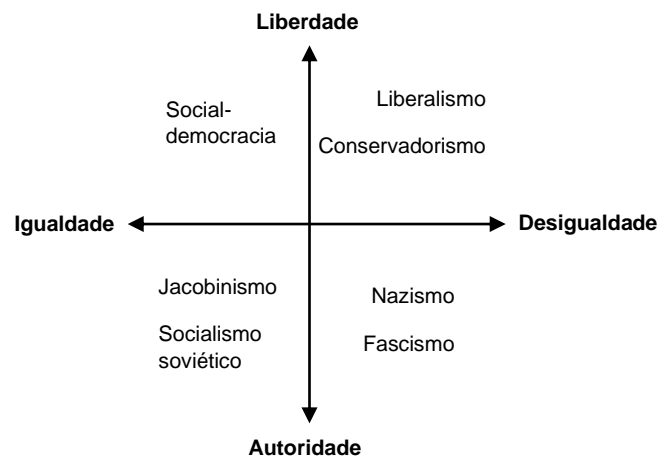 Liberdade
Liberalismo
Social-
democracia
Conservadorismo
Igualdade
Desigualdade
Jacobinismo
Nazismo
Socialismo
soviético
Fascismo
Autoridade